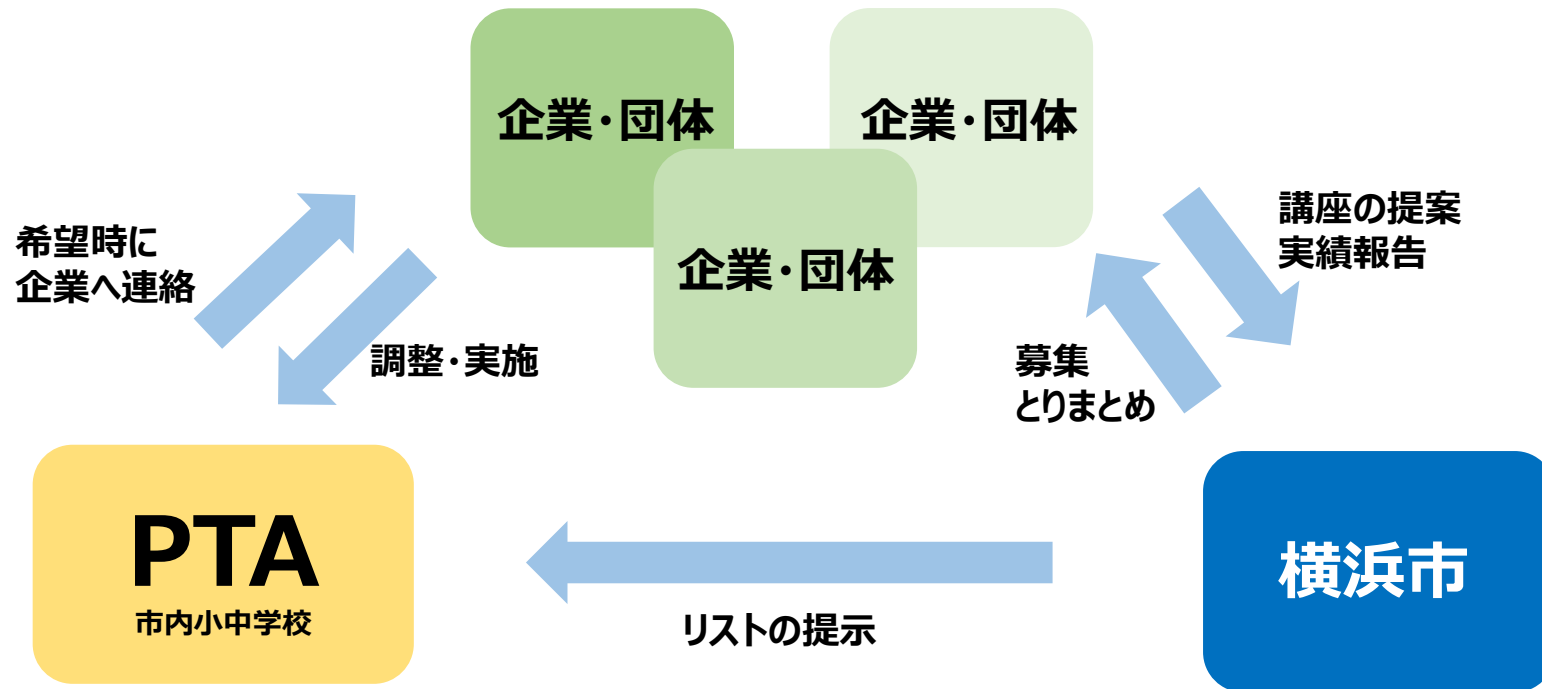 企業・団体
企業・団体
企業・団体
希望時に
企業へ連絡
調整・実施
講座の提案
実績報告
募集
とりまとめ
PTA
市内小中学校
リストの提示
横浜市